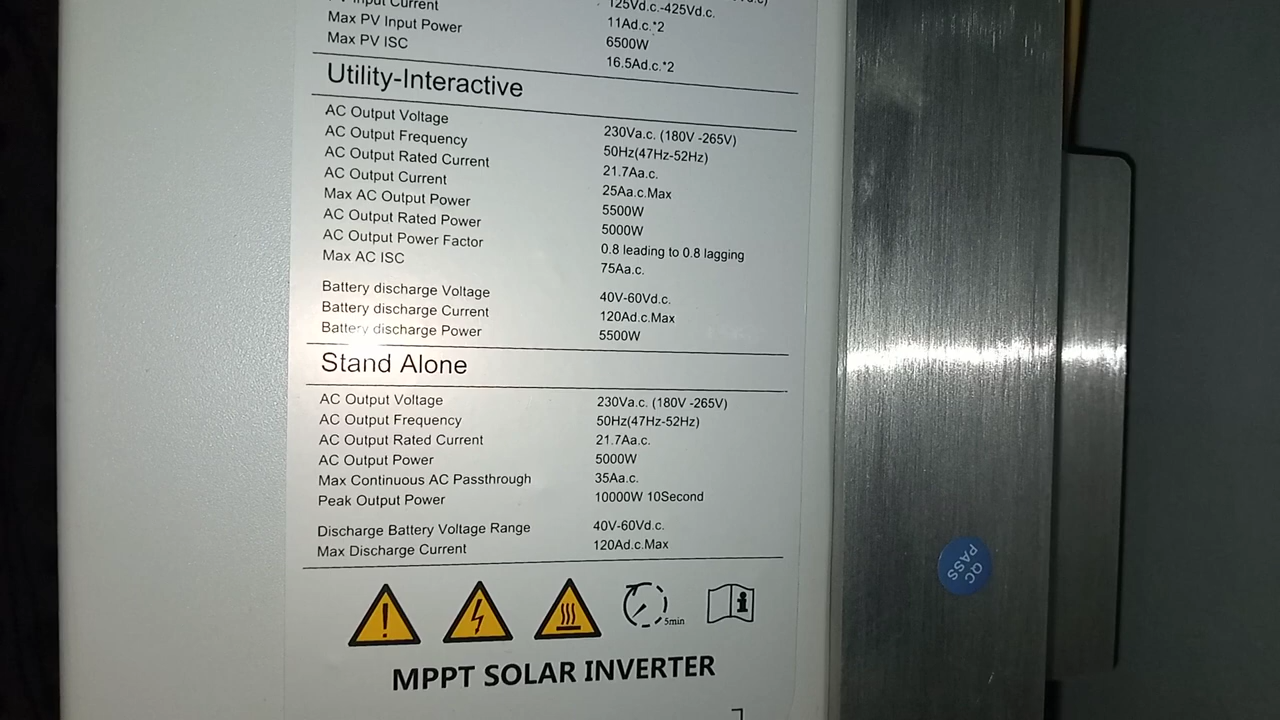 PV Input Current 125Vd.c.-425Vd.c.
Max PV Input Power 11Ad.c.*2
Max PV ISC 6500W
16.5Ad.c.*2
Utility-Interactive
AC Output Voltage 230Va.c. (180V -265V)
AC Output Frequency 50Hz(47Hz-52Hz)
AC Output Rated Current 21.7Aa.c.
AC Output Current 25Aa.c.Max
Max AC Output Power 5500W
AC Output Rated Power 5000W
AC Output Power Factor 0.8 leading to 0.8 lagging
Max AC ISC 75Aa.c.
Battery discharge Voltage 40V-60Vd.c.
Battery discharge Current 120Ad.c.Max
Battery discharge Power 5500W
Stand Alone
AC Output Voltage 230Va.c. (180V -265V)
AC Output Frequency 50Hz(47Hz-52Hz)
AC Output Rated Current 21.7Aa.c.
AC Output Power 5000W
Max Continuous AC Passthrough 35Aa.c.
Peak Output Power 10000W 10Second
Discharge Battery Voltage Range 40V-60Vd.c.
Max Discharge Current 120Ad.c.Max
5min
MPPT SOLAR INVERTER
QC
PASS